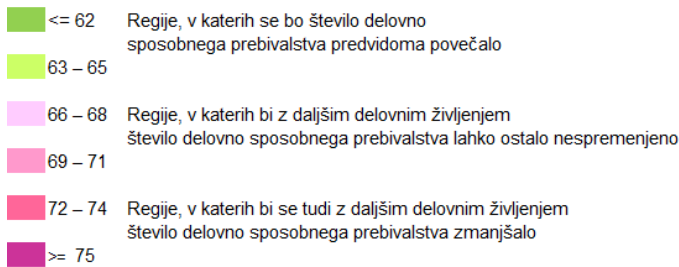 <= 62 Regije, v katerih se bo število delovno
sposobnega prebivalstva predvidoma povečalo
63 – 65
66 – 68 Regije, v katerih bi z daljšim delovnim življenjem
število delovno sposobnega prebivalstva lahko ostalo nespremenjeno
69 – 71
72 – 74 Regije, v katerih bi se tudi z daljšim delovnim življenjem
število delovno sposobnega prebivalstva zmanjšalo
>= 75